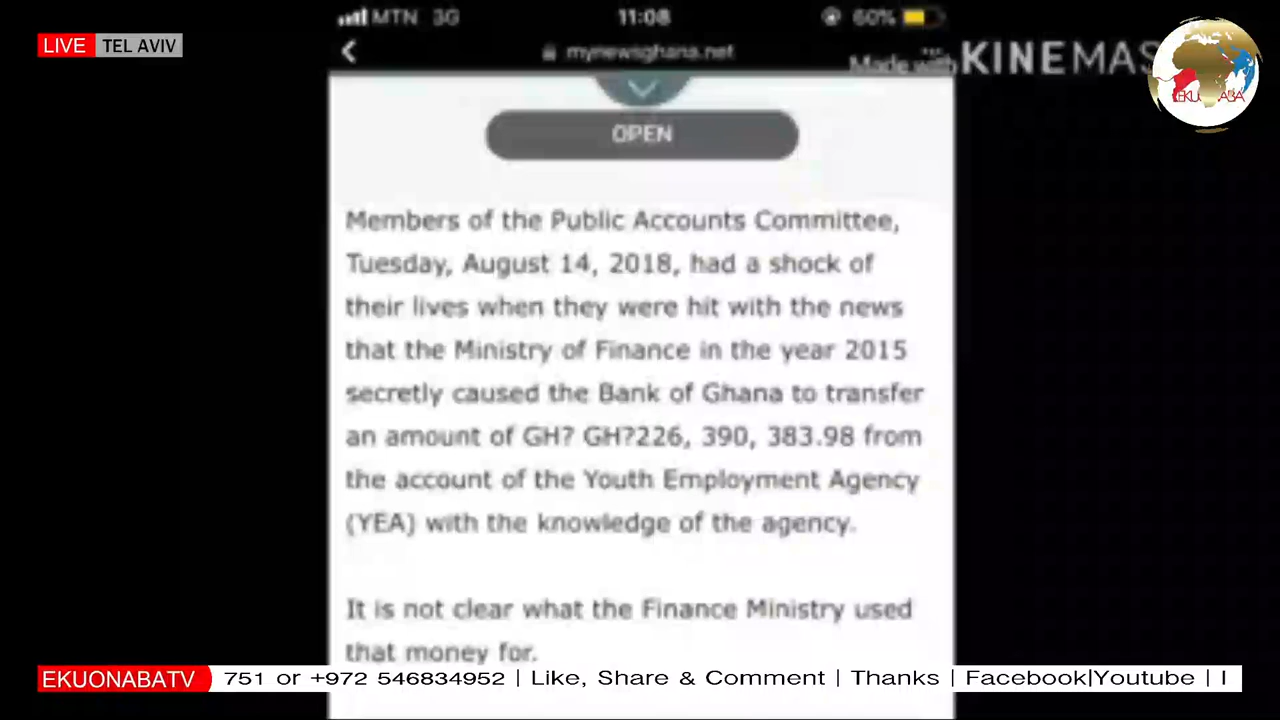 MTN 3G 11:08 60%
LIVE TEL AVIV
mynewsghana.net
Made with KINEMAS
EKUONABA
OPEN
Members of the Public Accounts Committee,
Tuesday, August 14, 2018, had a shock of
their lives when they were hit with the news
that the Ministry of Finance in the year 2015
secretly caused the Bank of Ghana to transfer
an amount of GH? GH?226, 390, 383.98 from
the account of the Youth Employment Agency
(YEA) with the knowledge of the agency.
It is not clear what the Finance Ministry used
that money for.
EKUONABATV 751 or +972 546834952 | Like, Share & Comment | Thanks | Facebook|Youtube | I